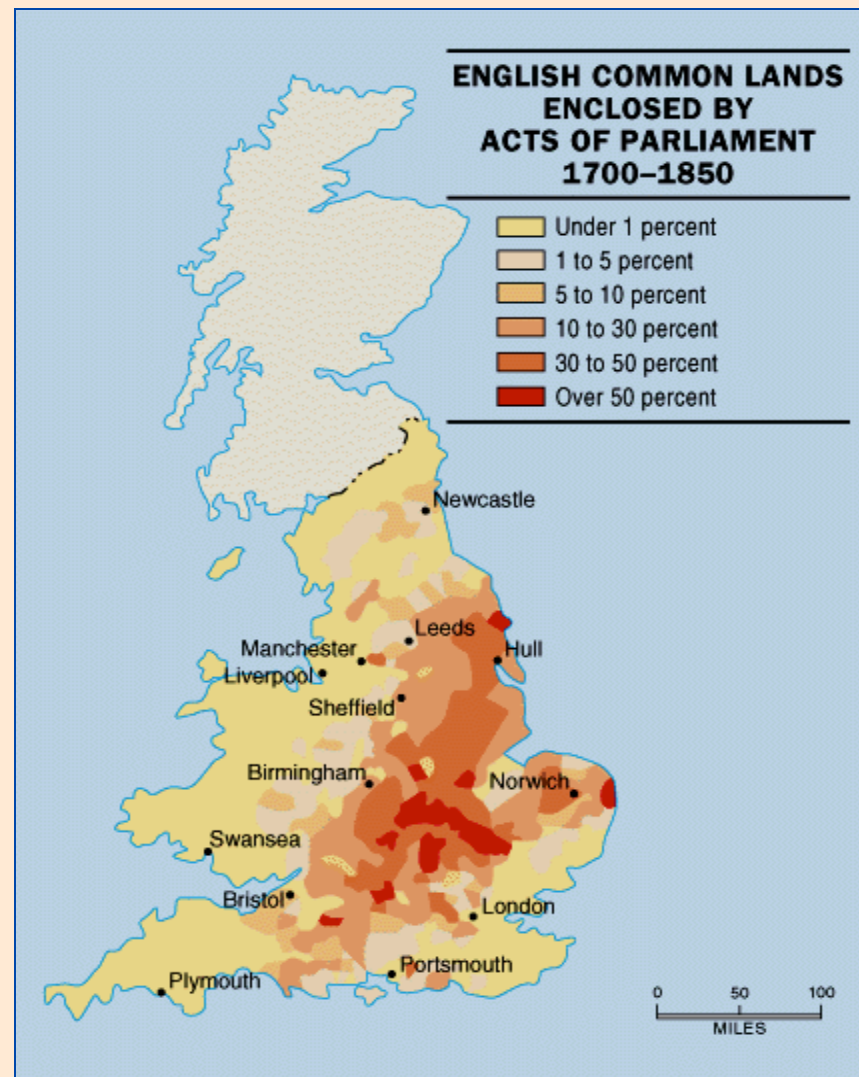 ENGLISH COMMON LANDS
ENCLOSED BY
ACTS OF PARLIAMENT
1700–1850
Under 1 percent
1 to 5 percent
5 to 10 percent
10 to 30 percent
30 to 50 percent
Over 50 percent
Newcastle
Leeds
Manchester
Hull
Liverpool
Sheffield
Birmingham
Norwich
Swansea
Bristol
London
Portsmouth
Plymouth
0 50 100
MILES